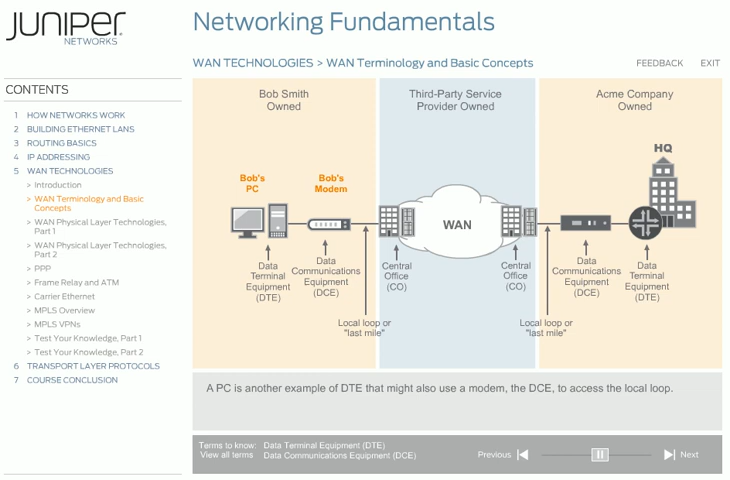 JUNIPER
NETWORKS
Networking Fundamentals
WAN TECHNOLOGIES > WAN Terminology and Basic Concepts
FEEDBACK EXIT
CONTENTS
1 HOW NETWORKS WORK
2 BUILDING ETHERNET LANS
3 ROUTING BASICS
4 IP ADDRESSING
5 WAN TECHNOLOGIES
> Introduction
> WAN Terminology and Basic
Concepts
> WAN Physical Layer Technologies,
Part 1
> WAN Physical Layer Technologies,
Part 2
> PPP
> Frame Relay and ATM
> Carrier Ethernet
> MPLS Overview
> MPLS VPNs
> Test Your Knowledge, Part 1
> Test Your Knowledge, Part 2
6 TRANSPORT LAYER PROTOCOLS
7 COURSE CONCLUSION
Bob Smith
Owned
Third-Party Service
Provider Owned
Acme Company
Owned
HQ
Bob's
PC
Bob's
Modem
WAN
Data
Terminal
Equipment
(DTE)
Data
Communications
Equipment
(DCE)
Central
Office
(CO)
Central
Office
(CO)
Data
Communications
Equipment
(DCE)
Data
Terminal
Equipment
(DTE)
Local loop or
"last mile"
Local loop or
"last mile"
A PC is another example of DTE that might also use a modem, the DCE, to access the local loop.
Terms to know: Data Terminal Equipment (DTE)
View all terms Data Communications Equipment (DCE)
Previous
Next